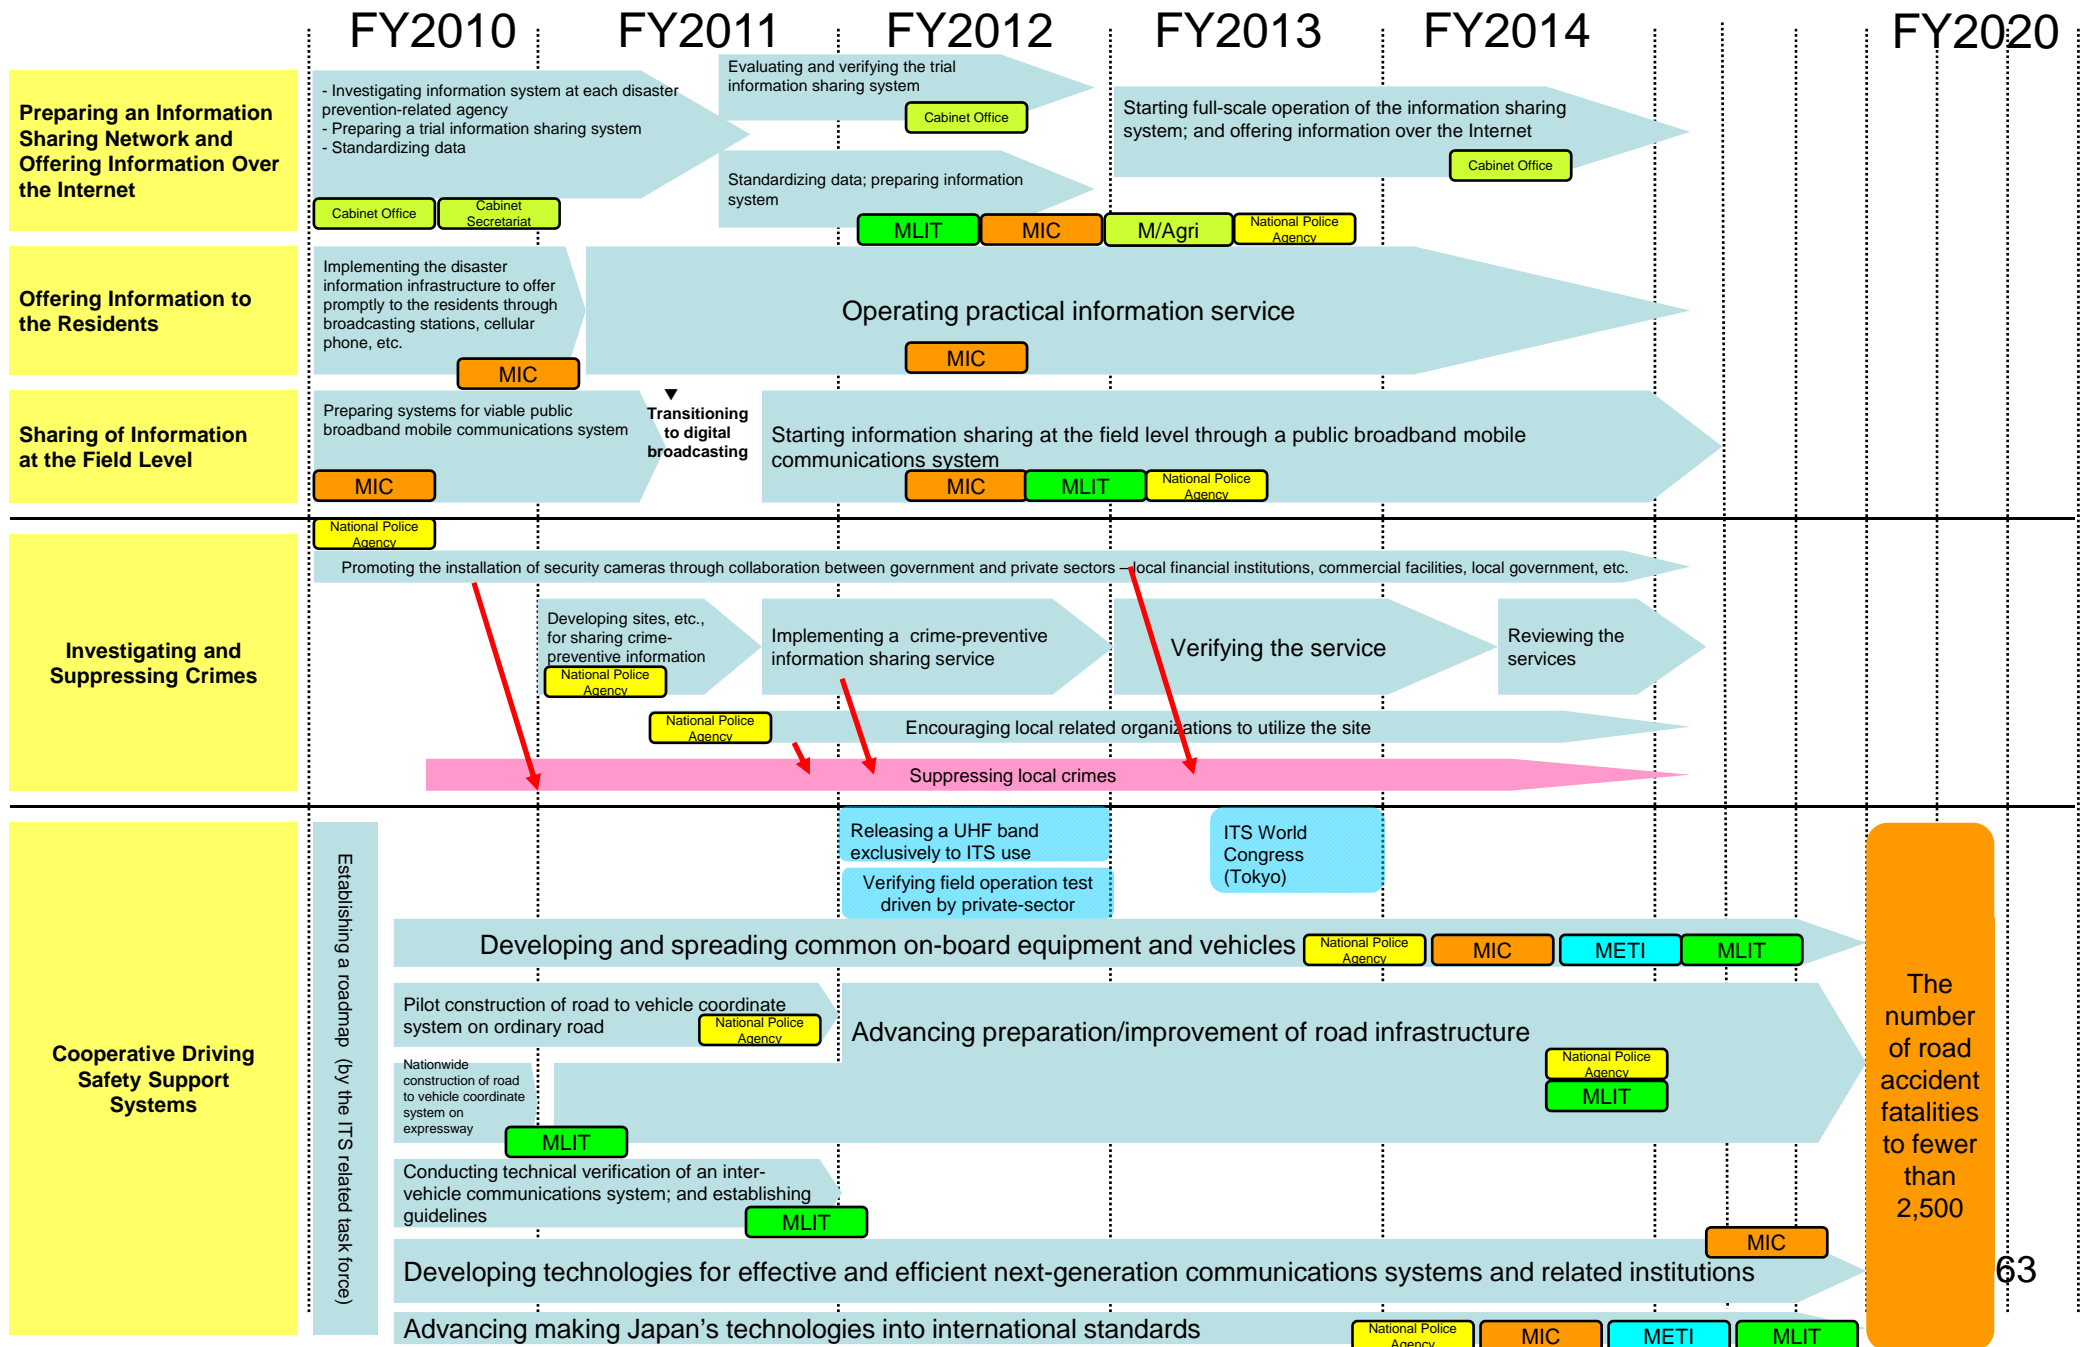 FY2010 FY2011 FY2012 FY2013 FY2014 FY2020
Preparing an Information
Sharing Network and
Offering Information Over
the Internet
- Investigating information system at each disaster
prevention-related agency
- Preparing a trial information sharing system
- Standardizing data
Cabinet Office
Cabinet
Secretariat
Evaluating and verifying the trial
information sharing system
Cabinet Office
Standardizing data; preparing information
system
MLIT
MIC
M/Agri
National Police
Agency
Starting full-scale operation of the information sharing
system; and offering information over the Internet
Cabinet Office
Offering Information to
the Residents
Implementing the disaster
information infrastructure to offer
promptly to the residents through
broadcasting stations, cellular
phone, etc.
MIC
Operating practical information service
MIC
Sharing of Information
at the Field Level
Preparing systems for viable public
broadband mobile communications system
MIC
▼
Transitioning
to digital
broadcasting
Starting information sharing at the field level through a public broadband mobile
communications system
MIC
MLIT
National Police
Agency
Investigating and
Suppressing Crimes
National Police
Agency
Promoting the installation of security cameras through collaboration between government and private sectors – local financial institutions, commercial facilities, local government, etc.
Developing sites, etc.,
for sharing crime-
preventive information
National Police
Agency
Implementing a crime-preventive
information sharing service
Verifying the service
Reviewing the
services
National Police
Agency
Encouraging local related organizations to utilize the site
Suppressing local crimes
Cooperative Driving
Safety Support
Systems
Establishing a roadmap (by the ITS related task force)
Releasing a UHF band
exclusively to ITS use
Verifying field operation test
driven by private-sector
ITS World
Congress
(Tokyo)
Developing and spreading common on-board equipment and vehicles
National Police
Agency
MIC
METI
MLIT
Pilot construction of road to vehicle coordinate
system on ordinary road
National Police
Agency
Advancing preparation/improvement of road infrastructure
National Police
Agency
MLIT
Nationwide
construction of road
to vehicle coordinate
system on
expressway
MLIT
Conducting technical verification of an inter-
vehicle communications system; and establishing
guidelines
MLIT
MIC
Developing technologies for effective and efficient next-generation communications systems and related institutions
Advancing making Japan's technologies into international standards
National Police
Agency
MIC
METI
MLIT
The
number
of road
accident
fatalities
to fewer
than
2,500
63